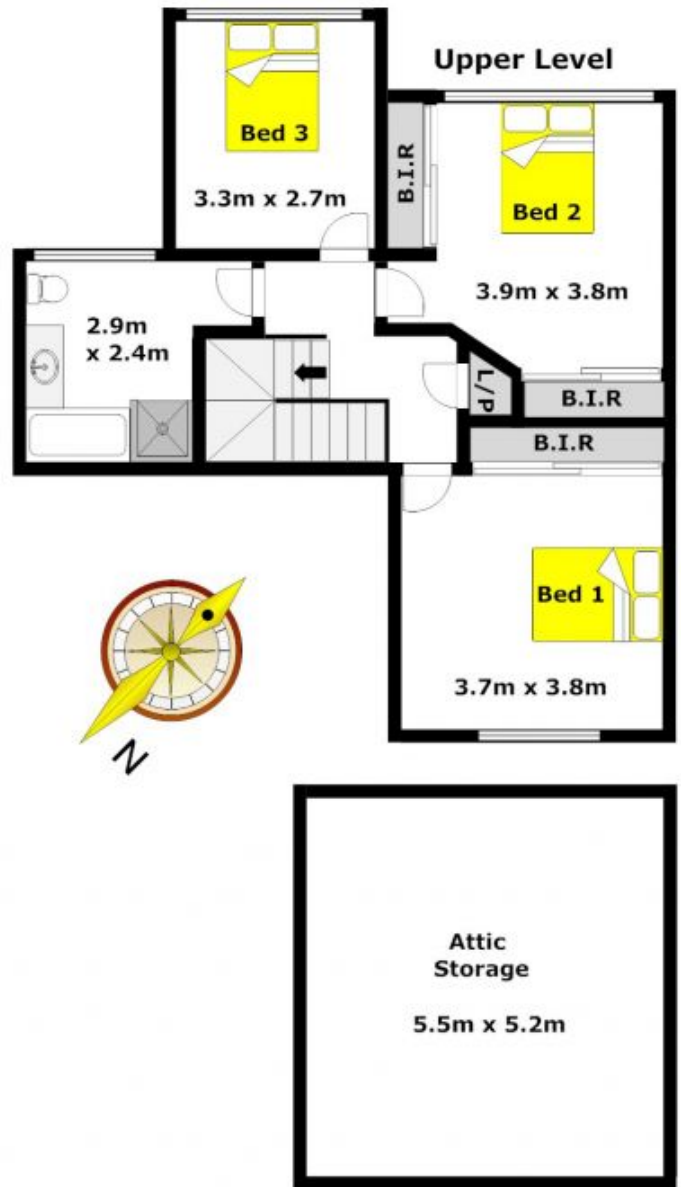 Upper Level
Bed 3
3.3m x 2.7m
B.I.R
Bed 2
3.9m x 3.8m
2.9m
x 2.4m
L/P
B.I.R
B.I.R
Bed 1
3.7m x 3.8m
N
Attic
Storage
5.5m x 5.2m